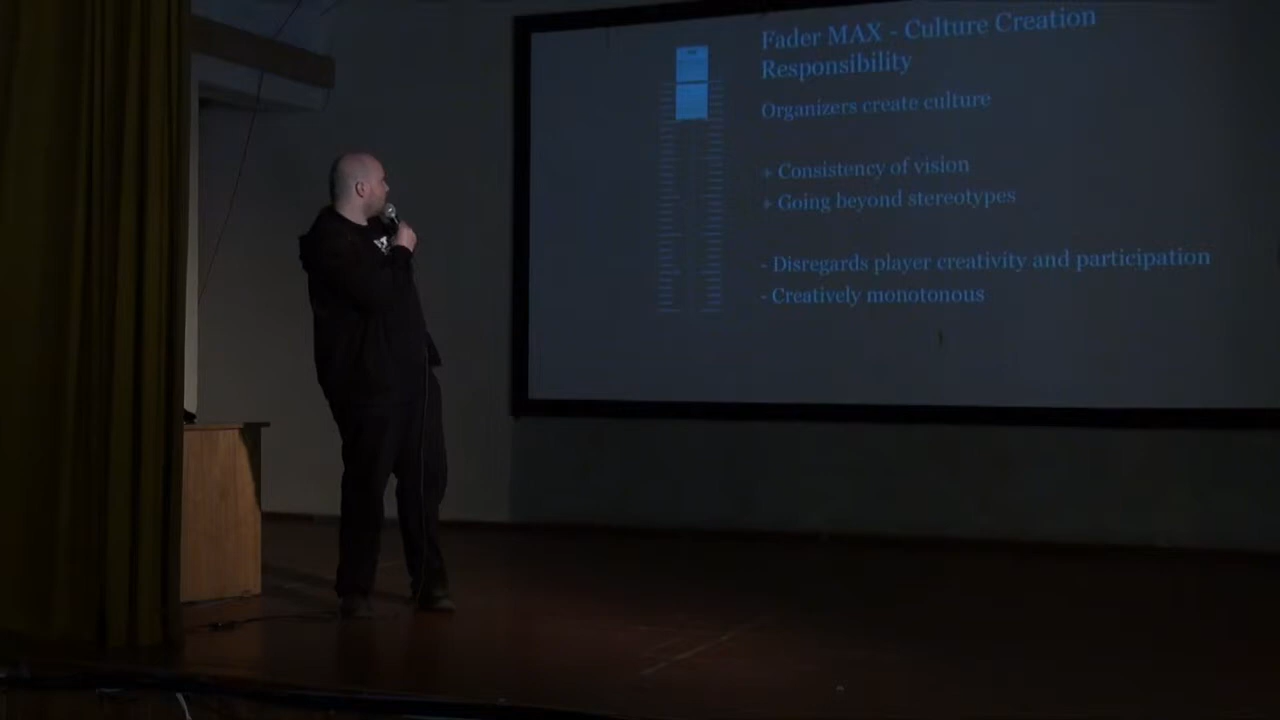 Fader MAX - Culture Creation
Responsibility
Organizers create culture
+ Consistency of vision
+ Going beyond stereotypes
- Disregards player creativity and participation
- Creatively monotonous